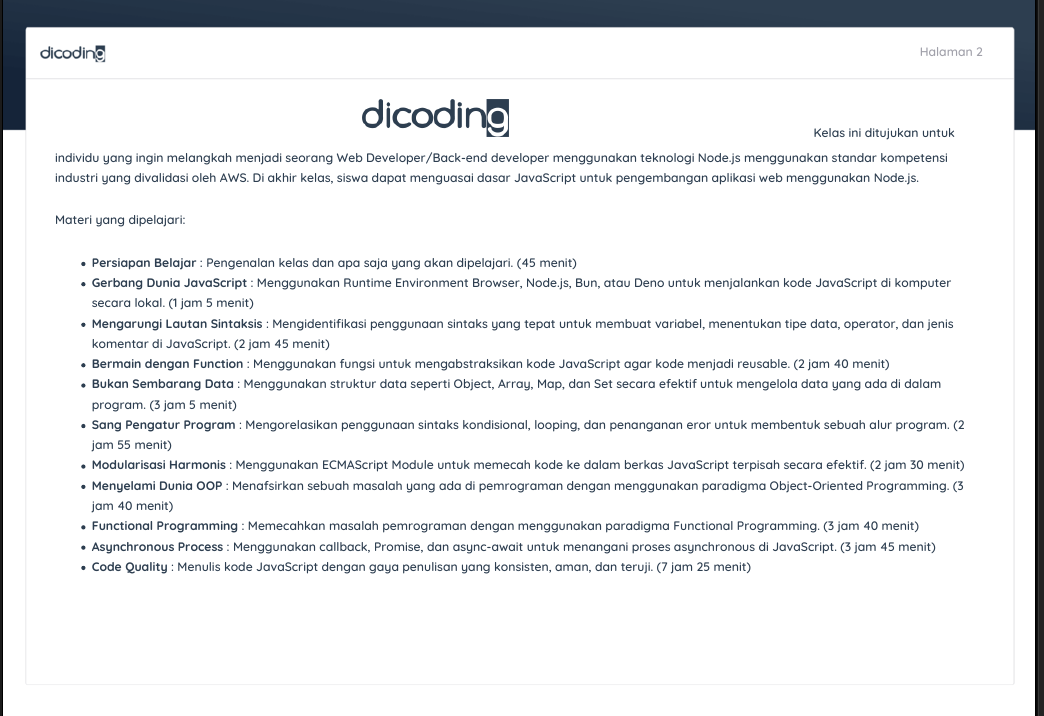 dicoding
Halaman 2
dicoding
Kelas ini ditujukan untuk
individu yang ingin melangkah menjadi seorang Web Developer/Back-end developer menggunakan teknologi Node.js menggunakan standar kompetensi
industri yang divalidasi oleh AWS. Di akhir kelas, siswa dapat menguasai dasar JavaScript untuk pengembangan aplikasi web menggunakan Node.js.
Materi yang dipelajari:
• Persiapan Belajar : Pengenalan kelas dan apa saja yang akan dipelajari. (45 menit)
• Gerbang Dunia JavaScript : Menggunakan Runtime Environment Browser, Node.js, Bun, atau Deno untuk menjalankan kode JavaScript di komputer
secara lokal. (1 jam 5 menit)
• Mengarungi Lautan Sintaksis : Mengidentifikasi penggunaan sintaks yang tepat untuk membuat variabel, menentukan tipe data, operator, dan jenis
komentar di JavaScript. (2 jam 45 menit)
• Bermain dengan Function : Menggunakan fungsi untuk mengabstraksikan kode JavaScript agar kode menjadi reusable. (2 jam 40 menit)
• Bukan Sembarang Data : Menggunakan struktur data seperti Object, Array, Map, dan Set secara efektif untuk mengelola data yang ada di dalam
program. (3 jam 5 menit)
• Sang Pengatur Program : Mengorelasikan penggunaan sintaks kondisional, looping, dan penanganan eror untuk membentuk sebuah alur program. (2
jam 55 menit)
• Modularisasi Harmonis : Menggunakan ECMAScript Module untuk memecah kode ke dalam berkas JavaScript terpisah secara efektif. (2 jam 30 menit)
• Menyelami Dunia OOP : Menafsirkan sebuah masalah yang ada di pemrograman dengan menggunakan paradigma Object-Oriented Programming. (3
jam 40 menit)
• Functional Programming : Memecahkan masalah pemrograman dengan menggunakan paradigma Functional Programming. (3 jam 40 menit)
• Asynchronous Process : Menggunakan callback, Promise, dan async-await untuk menangani proses asynchronous di JavaScript. (3 jam 45 menit)
• Code Quality : Menulis kode JavaScript dengan gaya penulisan yang konsisten, aman, dan teruji. (7 jam 25 menit)